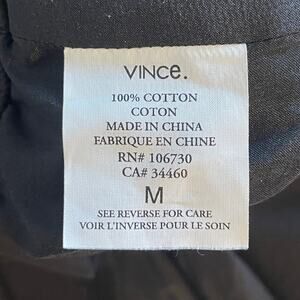 VINCE.
100% COTTON
COTON
MADE IN CHINA
FABRIQUE EN CHINE
RN# 106730
CA# 34460
M
SEE REVERSE FOR CARE
VOIR L'INVERSE POUR LE SOIN